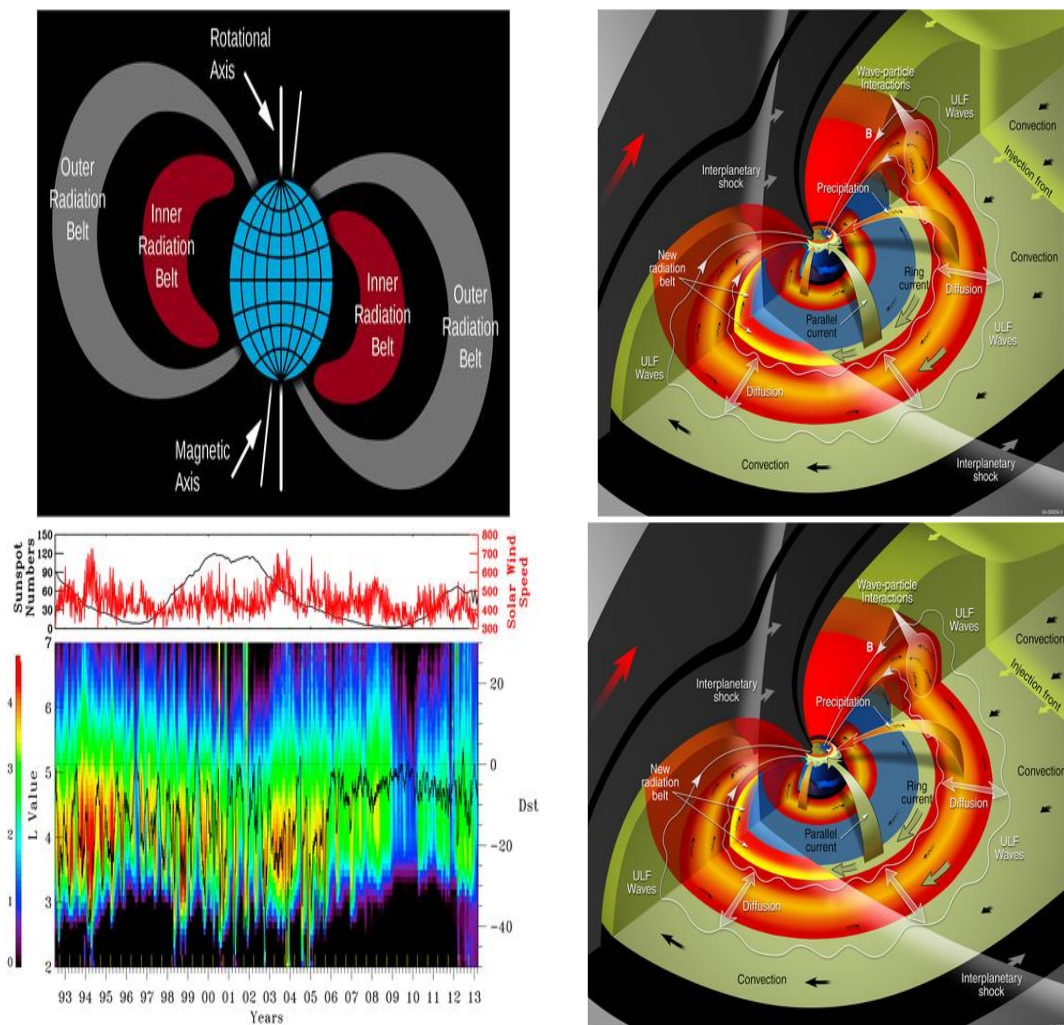 Rotational
Axis
Outer
Radiation
Belt
Inner
Radiation
Belt
Inner
Radiation
Belt
Outer
Radiation
Belt
Magnetic
Axis
Wave-particle
Interactions
ULF
Waves
Convection
B
Injection front
Interplanetary
shock
Precipitation
Convection
New
radiation
belt
Ring
current
Diffusion
Parallel
current
ULF
Waves
ULF
Waves
Diffusion
Convection
Interplanetary
shock
Sunspot
Numbers
150
120
90
60
30
0
800
700
600
500
400
300
Solar Wind
Speed
7
6
5
4
3
2
L Value
4
3
2
1
0
20
0
-20
-40
Dst
93 94 95 96 97 98 99 00 01 02 03 04 05 06 07 08 09 10 11 12 13
Years
Wave-particle
Interactions
ULF
Waves
Convection
B
Injection front
Interplanetary
shock
Precipitation
Convection
New
radiation
belt
Ring
current
Diffusion
Parallel
current
ULF
Waves
ULF
Waves
Diffusion
Convection
Interplanetary
shock